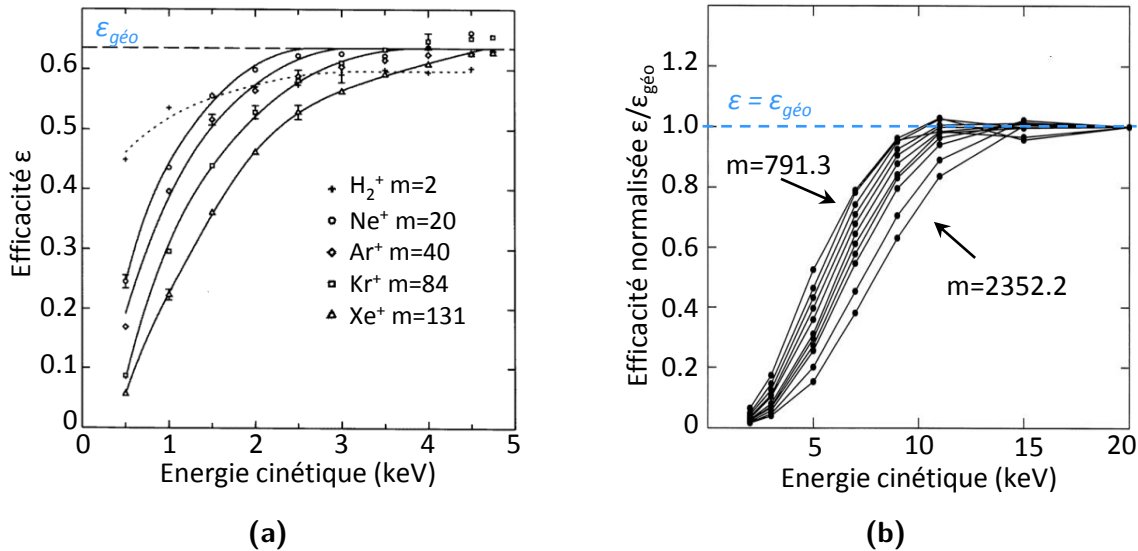 ε géo
0.6
0.5
0.4
0.3
0.2
0.1
0
0
1
2
3
4
5
Efficacité ε
Energie cinétique (keV)
H₂⁺ m=2
Ne⁺ m=20
Ar⁺ m=40
Kr⁺ m=84
Xe⁺ m=131
(a)
1.2
1.0
0.8
0.6
0.4
0.2
0
5
10
15
20
Efficacité normalisée ε/ε géo
Energie cinétique (keV)
ε = ε géo
m=791.3
m=2352.2
(b)